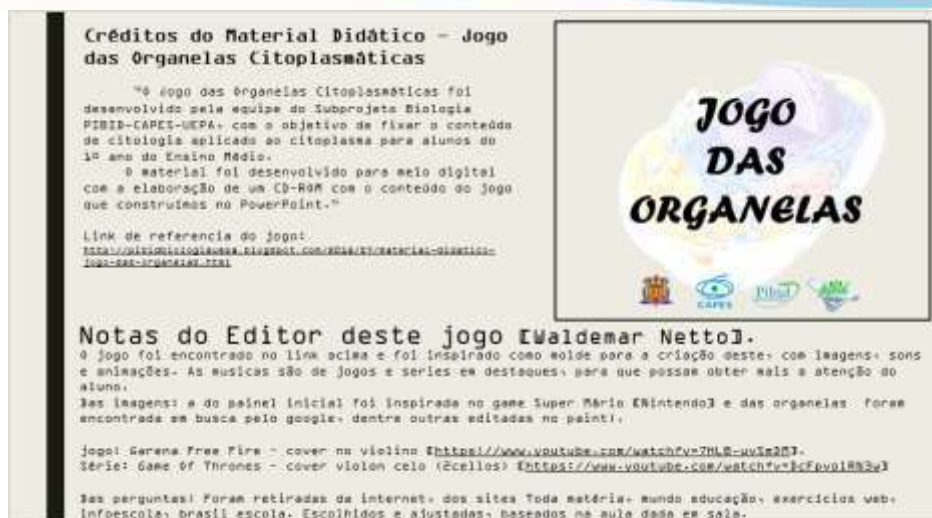 Créditos do Material Didático - Jogo
das Organelas Citoplasmáticas
"O Jogo das Organelas Citoplasmáticas foi
desenvolvido pela equipe do Subprojeto Biologia
PIBID-CAPES-UEPA, com o objetivo de fixar o conteúdo
de citologia aplicado ao citoplasma para alunos do
1º ano do Ensino Médio.
O material foi desenvolvido para meio digital
com a elaboração de um CD-ROM com o conteúdo do jogo
que construímos no PowerPoint."
Link de referencia do jogo:
jogo-das-organelas.html
JOGO
DAS
ORGANELAS
CAPES
Pibid
Notas do Editor deste jogo [Waldemar Netto].
O jogo foi encontrado no link acima e foi inspirado como molde para a criação deste, com imagens, sons
e animações. As musicas são de jogos e series em destaques, para que possam obter mais a atenção do
aluno.
Das imagens: a do painel inicial foi inspirada no game Super Mário [Nintendo] e das organelas foram
encontrada em busca pelo google, dentre outras editadas no paint).
jogo: Garena Free Fire - cover no violino
Série: Game Of Thrones - cover violon celo (2cellos)
Das perguntas: Foram retiradas da internet, dos sites Toda matéria, mundo educação, exercícios web,
infoescola, brasil escola. Escolhidos e ajustadas, baseados na aula dada em sala.